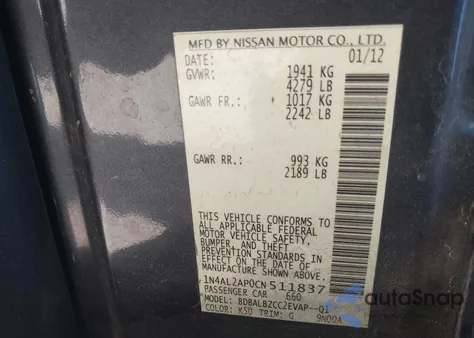 MFD BY NISSAN MOTOR CO., LTD.
DATE: 01/12
GVWR: 1941 KG
4279 LB
GAWR FR.: 1017 KG
2242 LB
GAWR RR.: 993 KG
2189 LB
THIS VEHICLE CONFORMS TO
ALL APPLICABLE FEDERAL
MOTOR VEHICLE SAFETY,
BUMPER, AND THEFT
PREVENTION STANDARDS IN
EFFECT ON THE DATE OF
MANUFACTURE SHOWN ABOVE.
1N4AL2AP0CN511837
PASSENGER CAR 660
MODEL: BDBALBZCC2EVAP--Q1
COLOR: K50 TRIM: G 9N00A
autoSnap